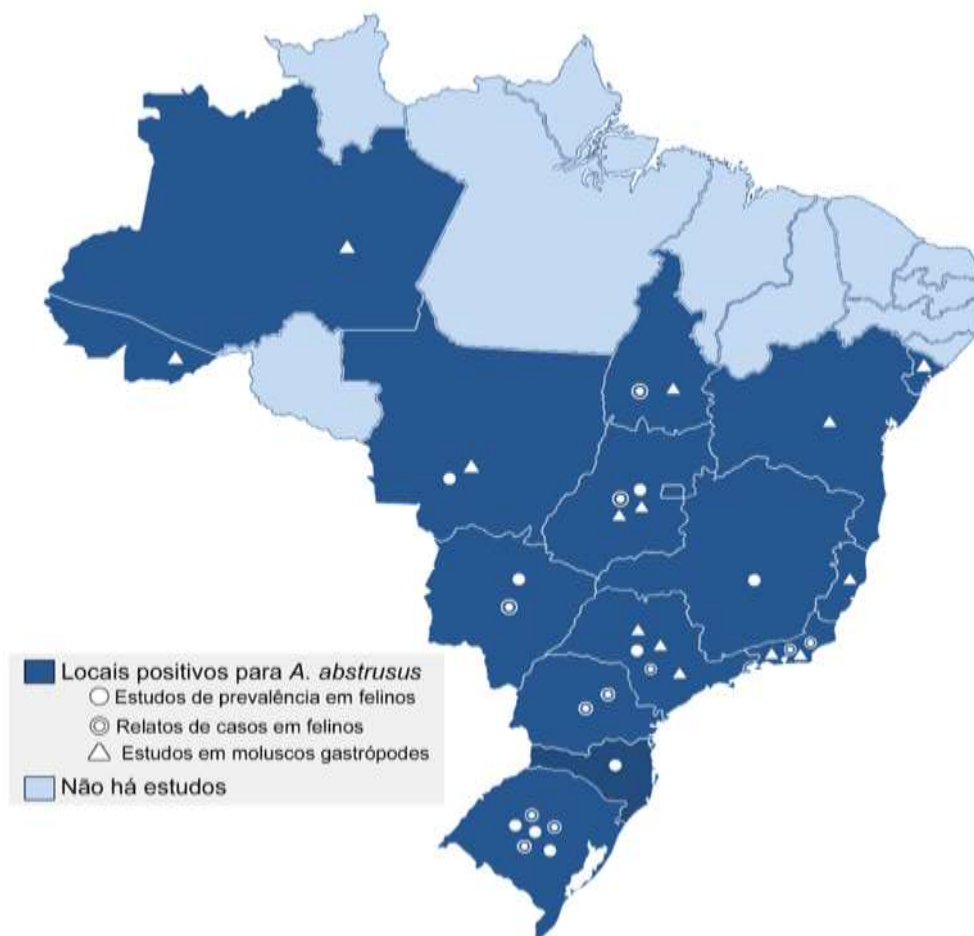 Locais positivos para A. abstrusus
Estudos de prevalência em felinos
Relatos de casos em felinos
Estudos em moluscos gastrópodes
Não há estudos